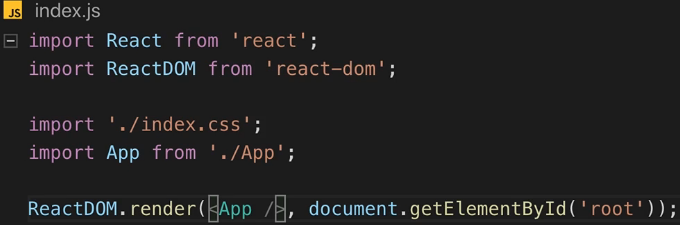 JS index.js
import React from 'react';
import ReactDOM from 'react-dom';
import './index.css';
import App from './App';
ReactDOM.render(<App />, document.getElementById('root'));